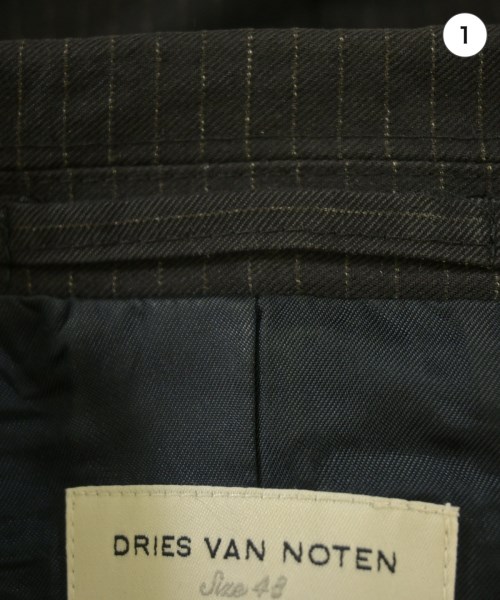 1
DRIES VAN NOTEN
Size 48